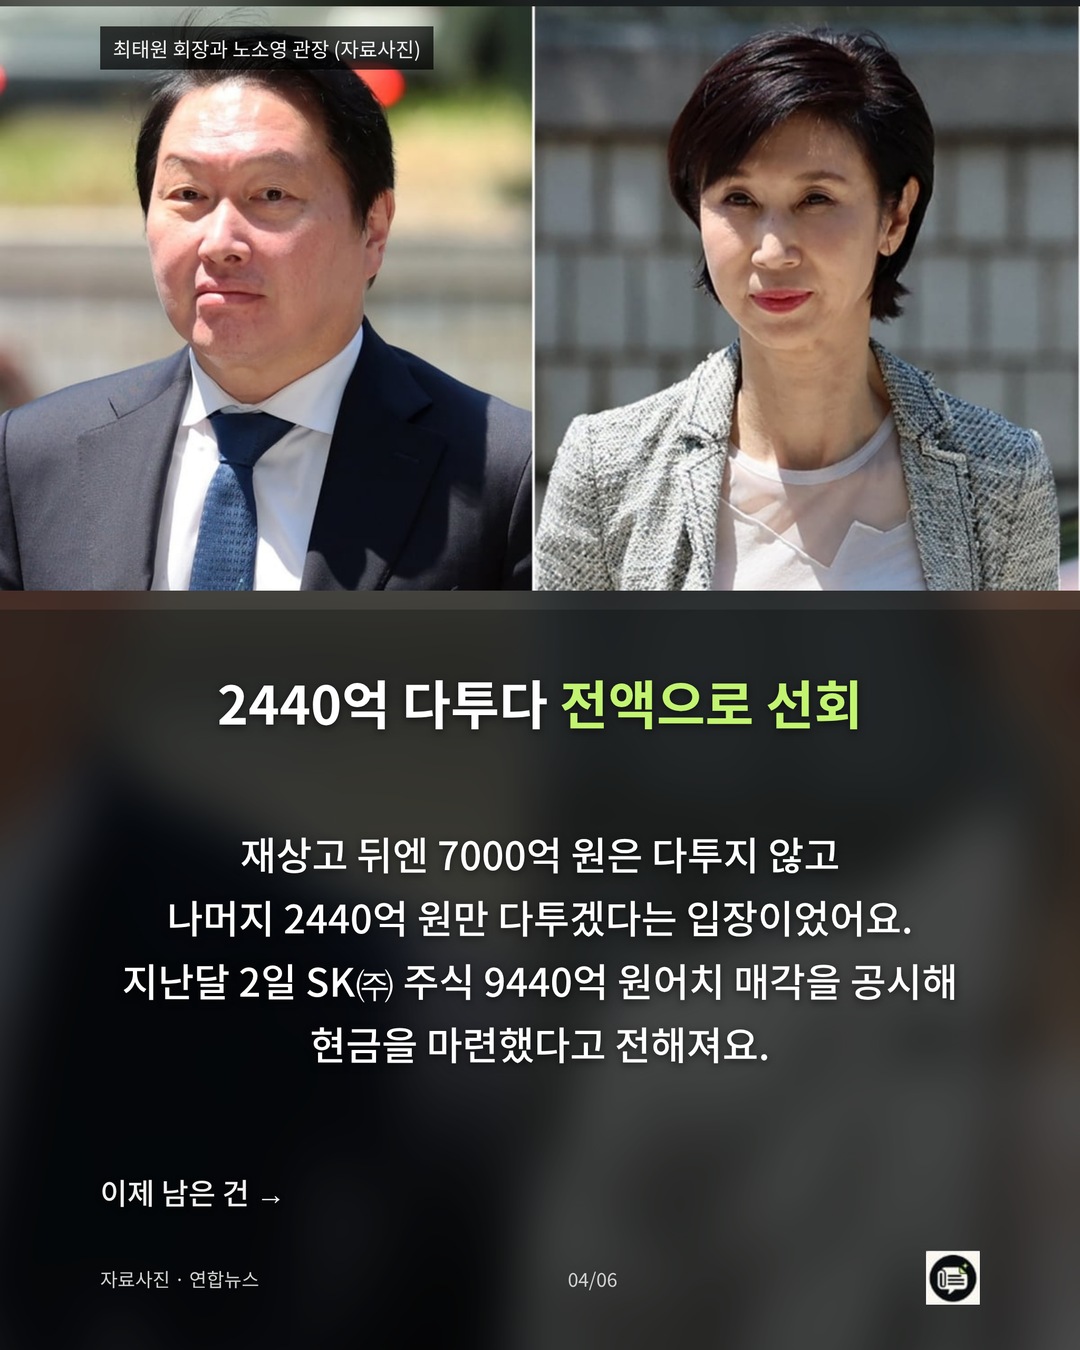 최태원 회장과 노소영 관장 (자료사진)
2440억 다투다 전액으로 선회
재상고 뒤엔 7000억 원은 다투지 않고
나머지 2440억 원만 다투겠다는 입장이었어요.
지난달 2일 SK㈜ 주식 9440억 원어치 매각을 공시해
현금을 마련했다고 전해져요.
이제 남은 건 →
자료사진 · 연합뉴스
04/06